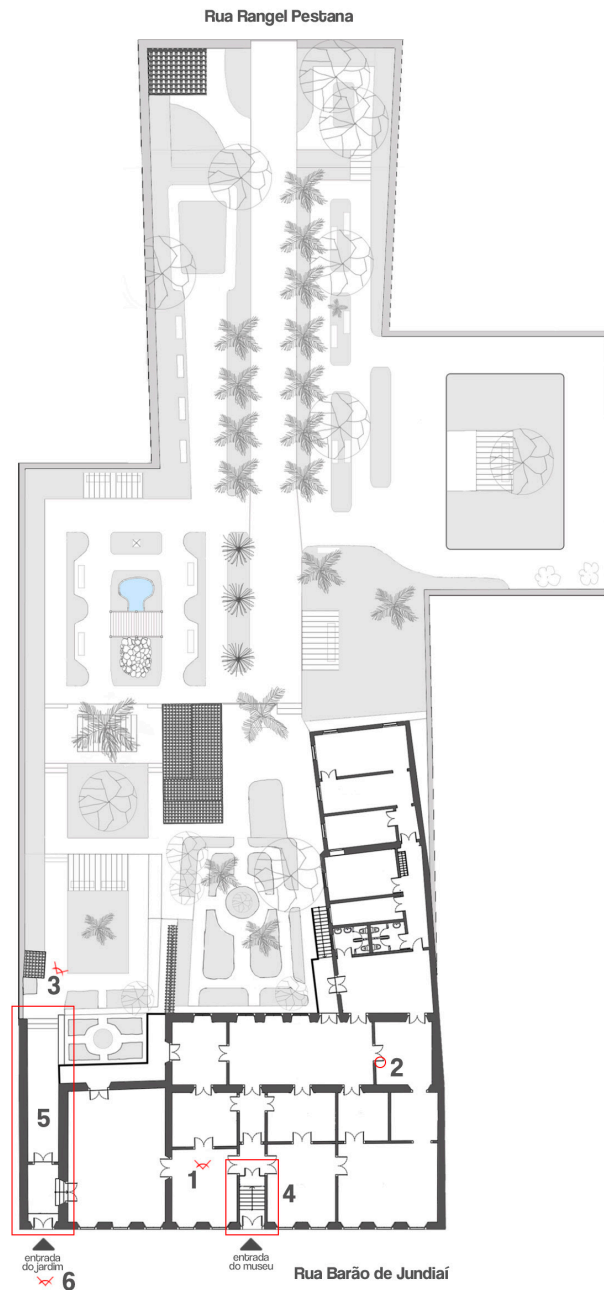 Rua Rangel Pestana
3
2
5
1
4
entrada
do jardim
entrada
do museu
Rua Barão de Jundiaí
6